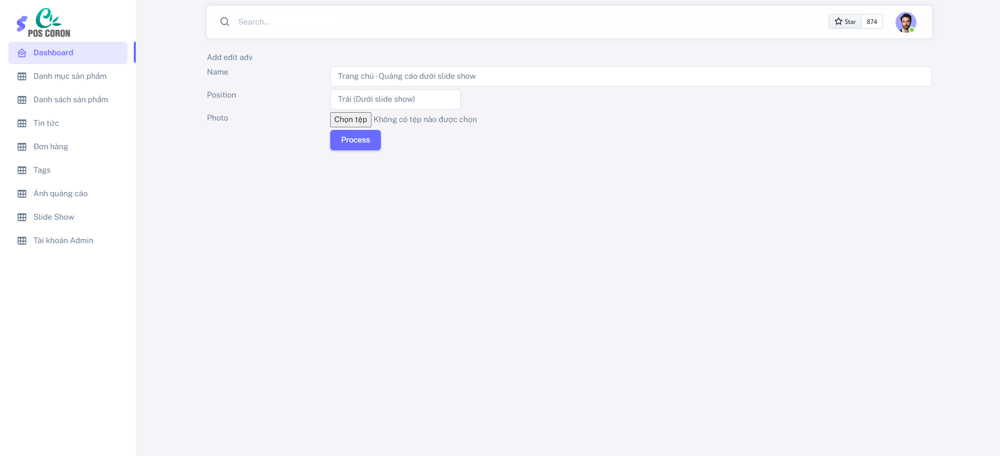 POS CORON
Dashboard
Danh mục sản phẩm
Danh sách sản phẩm
Tin tức
Đơn hàng
Tags
Ảnh quảng cáo
Slide Show
Tài khoản Admin
Search...
Star 874
Add edit adv
Name Trang chủ - Quảng cáo dưới slide show
Position Trái (Dưới slide show)
Photo Chọn tệp Không có tệp nào được chọn
Process